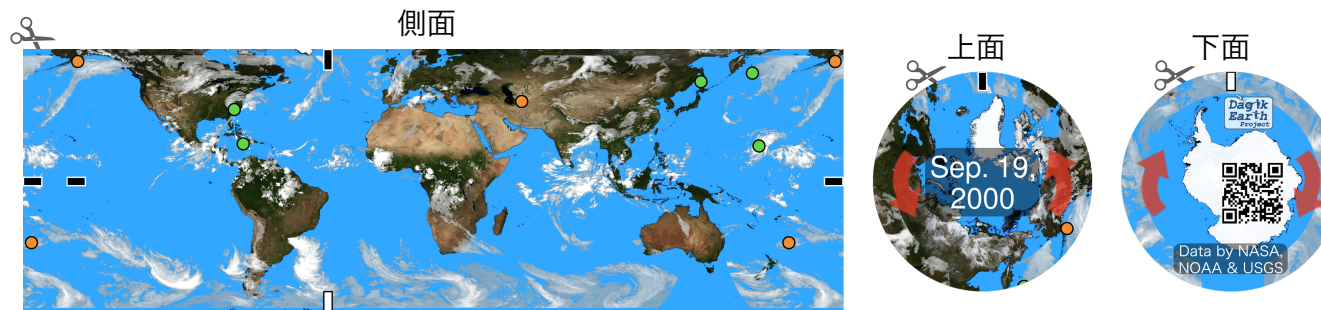 側面
上面
下面
Sep. 19,
2000
Dagik
Earth
Project
Data by NASA,
NOAA & USGS